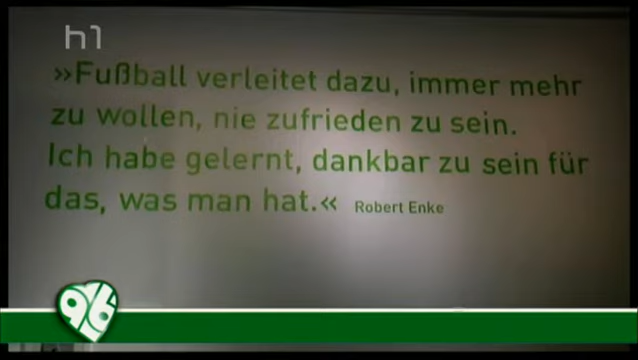 h1
»Fußball verleitet dazu, immer mehr
zu wollen, nie zufrieden zu sein.
Ich habe gelernt, dankbar zu sein für
das, was man hat.« Robert Enke
96